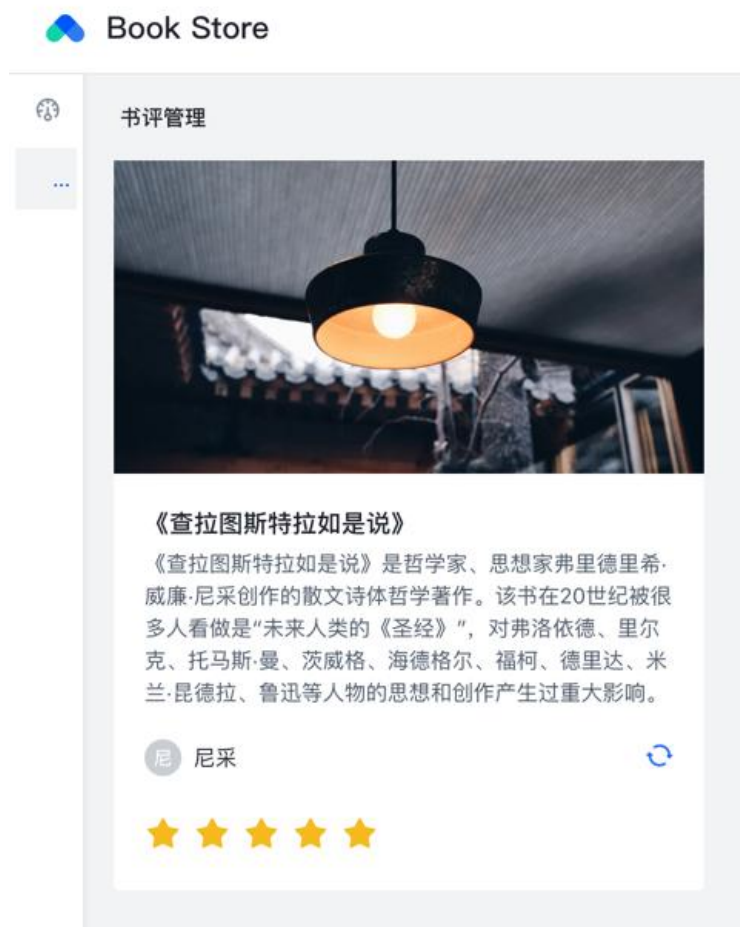 Book Store
书评管理
...
《查拉图斯特拉如是说》
《查拉图斯特拉如是说》是哲学家、思想家弗里德里希·
威廉·尼采创作的散文诗体哲学著作。该书在20世纪被很
多人看做是“未来人类的《圣经》”，对弗洛依德、里尔
克、托马斯·曼、茨威格、海德格尔、福柯、德里达、米
兰·昆德拉、鲁迅等人物的思想和创作产生过重大影响。
尼 尼采